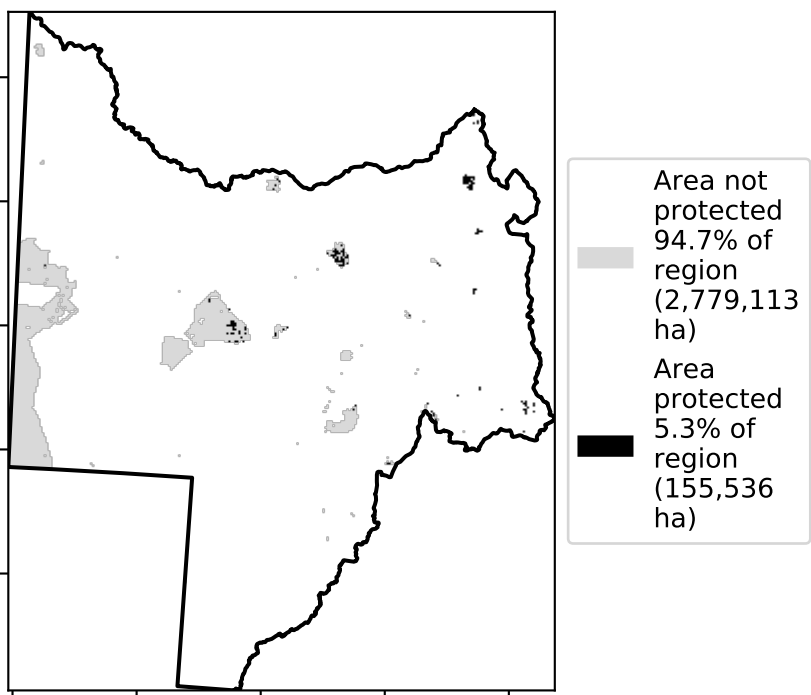 Area not
protected
94.7% of
region
(2,779,113
ha)
Area
protected
5.3% of
region
(155,536
ha)